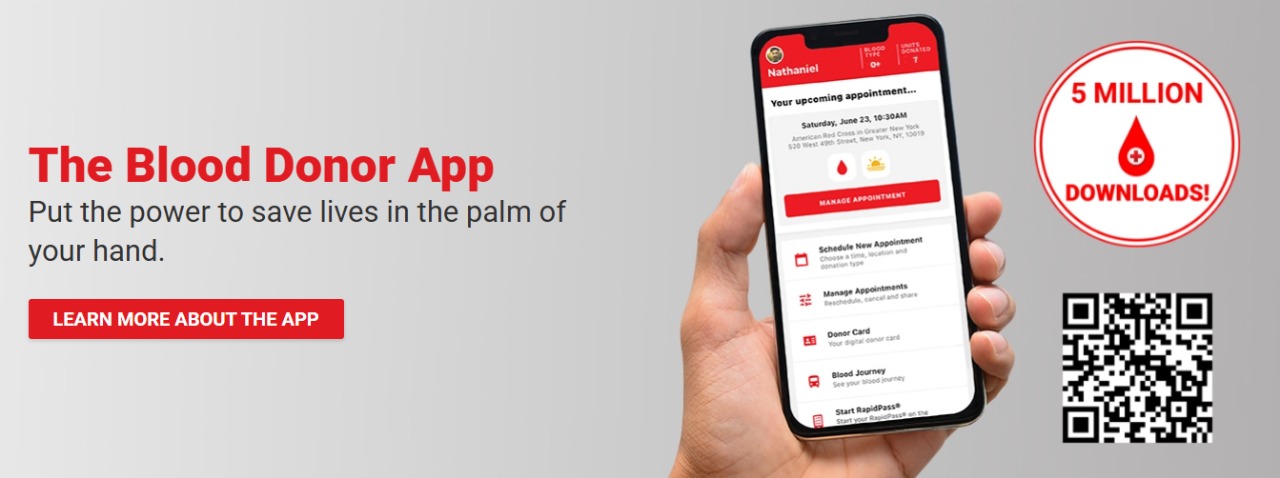 The Blood Donor App
Put the power to save lives in the palm of
your hand.
LEARN MORE ABOUT THE APP
Nathaniel
BLOOD
TYPE
O+
UNITS
DONATED
7
Your upcoming appointment...
Saturday, June 23, 10:30AM
American Red Cross in Greater New York
520 West 49th Street, New York, NY, 10019
MANAGE APPOINTMENT
Schedule New Appointment
Choose a time, location and
donation type
Manage Appointments
Reschedule, cancel and share
Donor Card
Your digital donor card
Blood Journey
See your blood journey
Start RapidPass®
Start your RapidPass® on the
5 MILLION
DOWNLOADS!